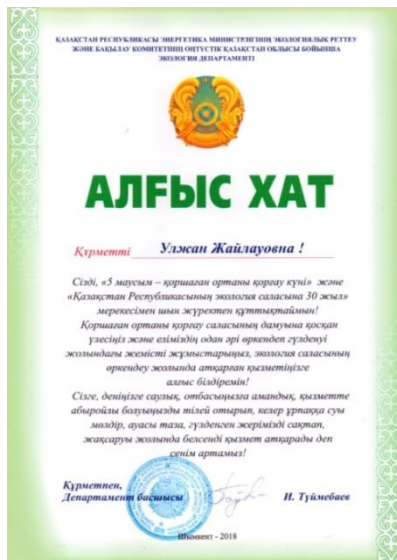 ҚАЗАҚСТАН РЕСПУБЛИКАСЫ ЭНЕРГЕТИКА МИНИСТРЛІГІНІҢ ЭКОЛОГИЯЛЫҚ РЕТТЕУ
ЖӘНЕ БАҚЫЛАУ КОМИТЕТІНІҢ ОҢТҮСТІК ҚАЗАҚСТАН ОБЛЫСЫ БОЙЫНША
ЭКОЛОГИЯ ДЕПАРТАМЕНТІ
АЛҒЫС ХАТ
Құрметті Улжан Жайлауовна !
Сізді, «5 маусым – қоршаған ортаны қорғау күні» және
«Қазақстан Республикасының экология саласына 30 жыл»
мерекесімен шын жүректен құттықтаймын!
Қоршаған ортаны қорғау саласының дамуына қосқан
үлесіңіз және еліміздің одан әрі өркендеп гүлденуі
жолындағы жемісті жұмыстарыңыз, экология саласының
өркендеу жолында атқарған қызметіңізге
алғыс білдіремін!
Сізге, деніңізге саулық, отбасыңызға амандық, қызметте
абыройлы болуыңызды тілей отырып, келер ұрпаққа суы
мөлдір, ауасы таза, гүлденген жерімізді сақтап,
жақсаруы жолында белсенді қызмет атқарады деп
сенім артамыз!
Құрметпен,
Департамент басшысы И. Түймебаев
Шымкент - 2018